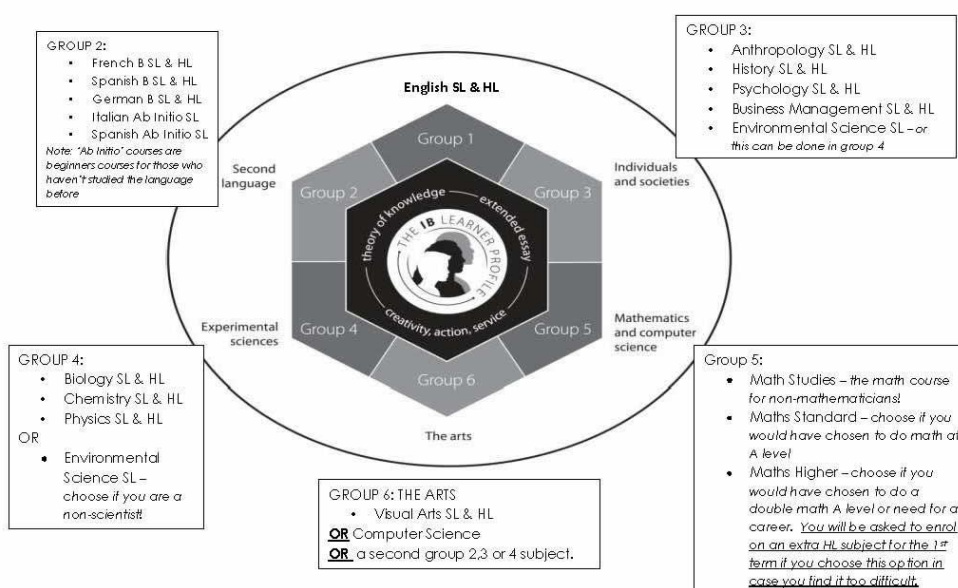 GROUP 2:
• French B SL & HL
• Spanish B SL & HL
• German B SL & HL
• Italian Ab Initio SL
• Spanish Ab Initio SL
Note: "Ab Initio" courses are
beginners courses for those who
haven't studied the language
before
English SL & HL
GROUP 3:
• Anthropology SL & HL
• History SL & HL
• Psychology SL & HL
• Business Management SL & HL
• Environmental Science SL – or
this can be done in group 4
Second
language
Individuals
and societies
Group 1
Group 2
Group 3
theory of knowledge
extended essay
THE IB LEARNER PROFILE
creativity, action, service
Group 4
Group 5
Group 6
Experimental
sciences
Mathematics
and computer
science
The arts
GROUP 4:
• Biology SL & HL
• Chemistry SL & HL
• Physics SL & HL
OR
• Environmental
Science SL –
choose if you are a
non-scientist!
GROUP 6: THE ARTS
• Visual Arts SL & HL
OR Computer Science
OR a second group 2,3 or 4 subject.
Group 5:
• Math Studies – the math course
for non-mathematicians!
• Maths Standard – choose if you
would have chosen to do math at
A level
• Maths Higher – choose if you
would have chosen to do a
double math A level or need for a
career. You will be asked to enrol
on an extra HL subject for the 1st
term if you choose this option in
case you find it too difficult.